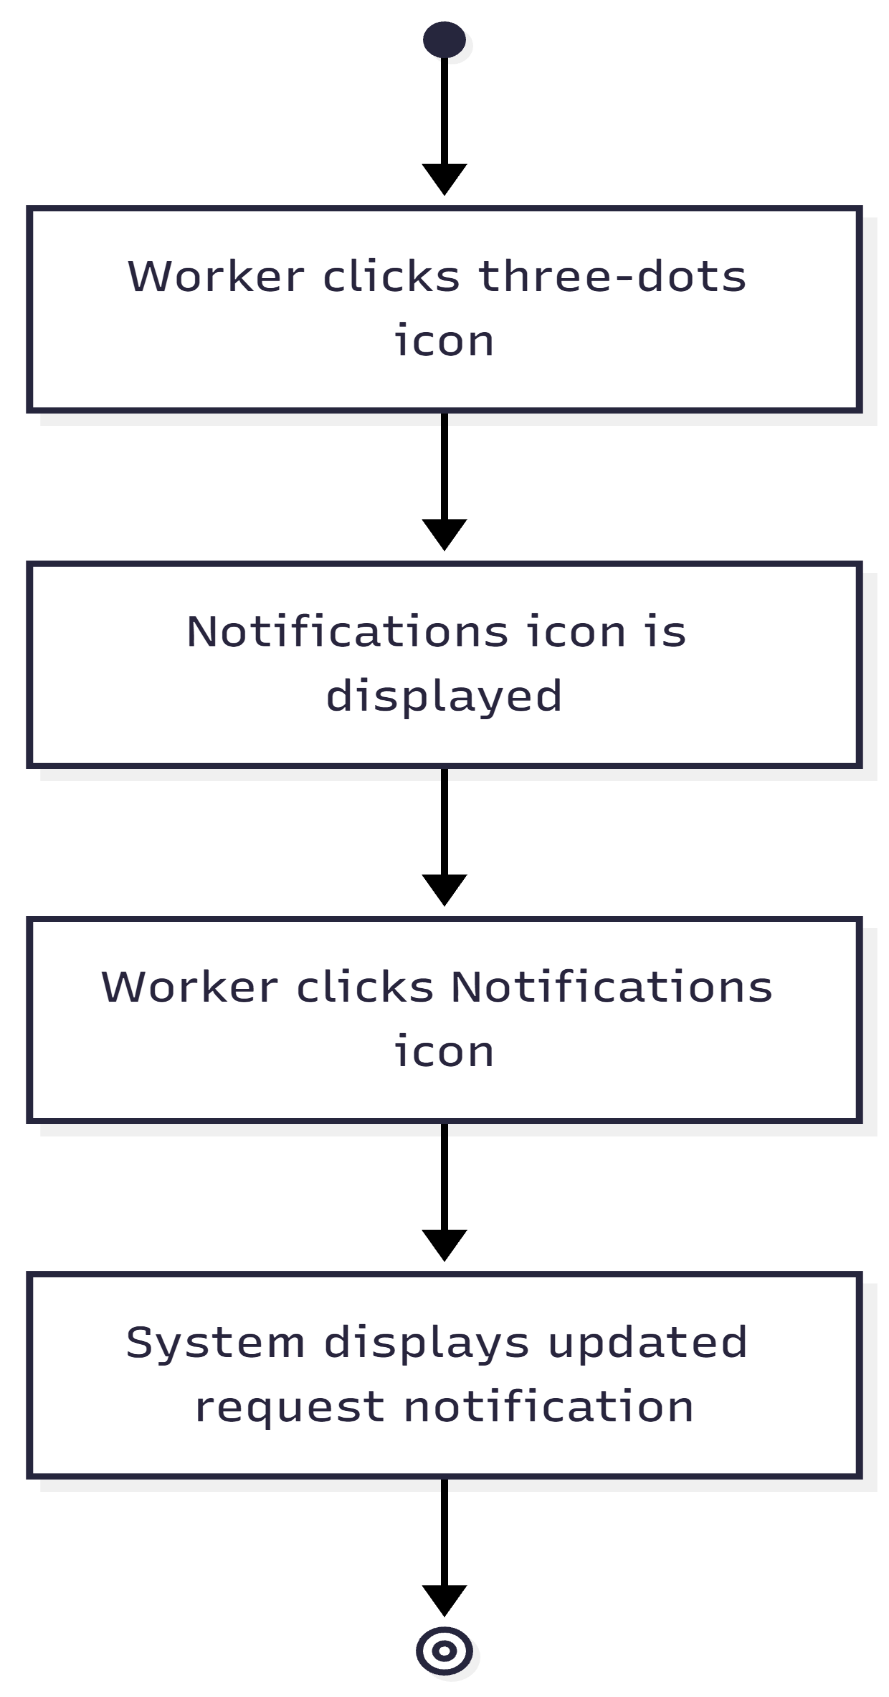 Worker clicks three-dots
icon
Notifications icon is
displayed
Worker clicks Notifications
icon
System displays updated
request notification